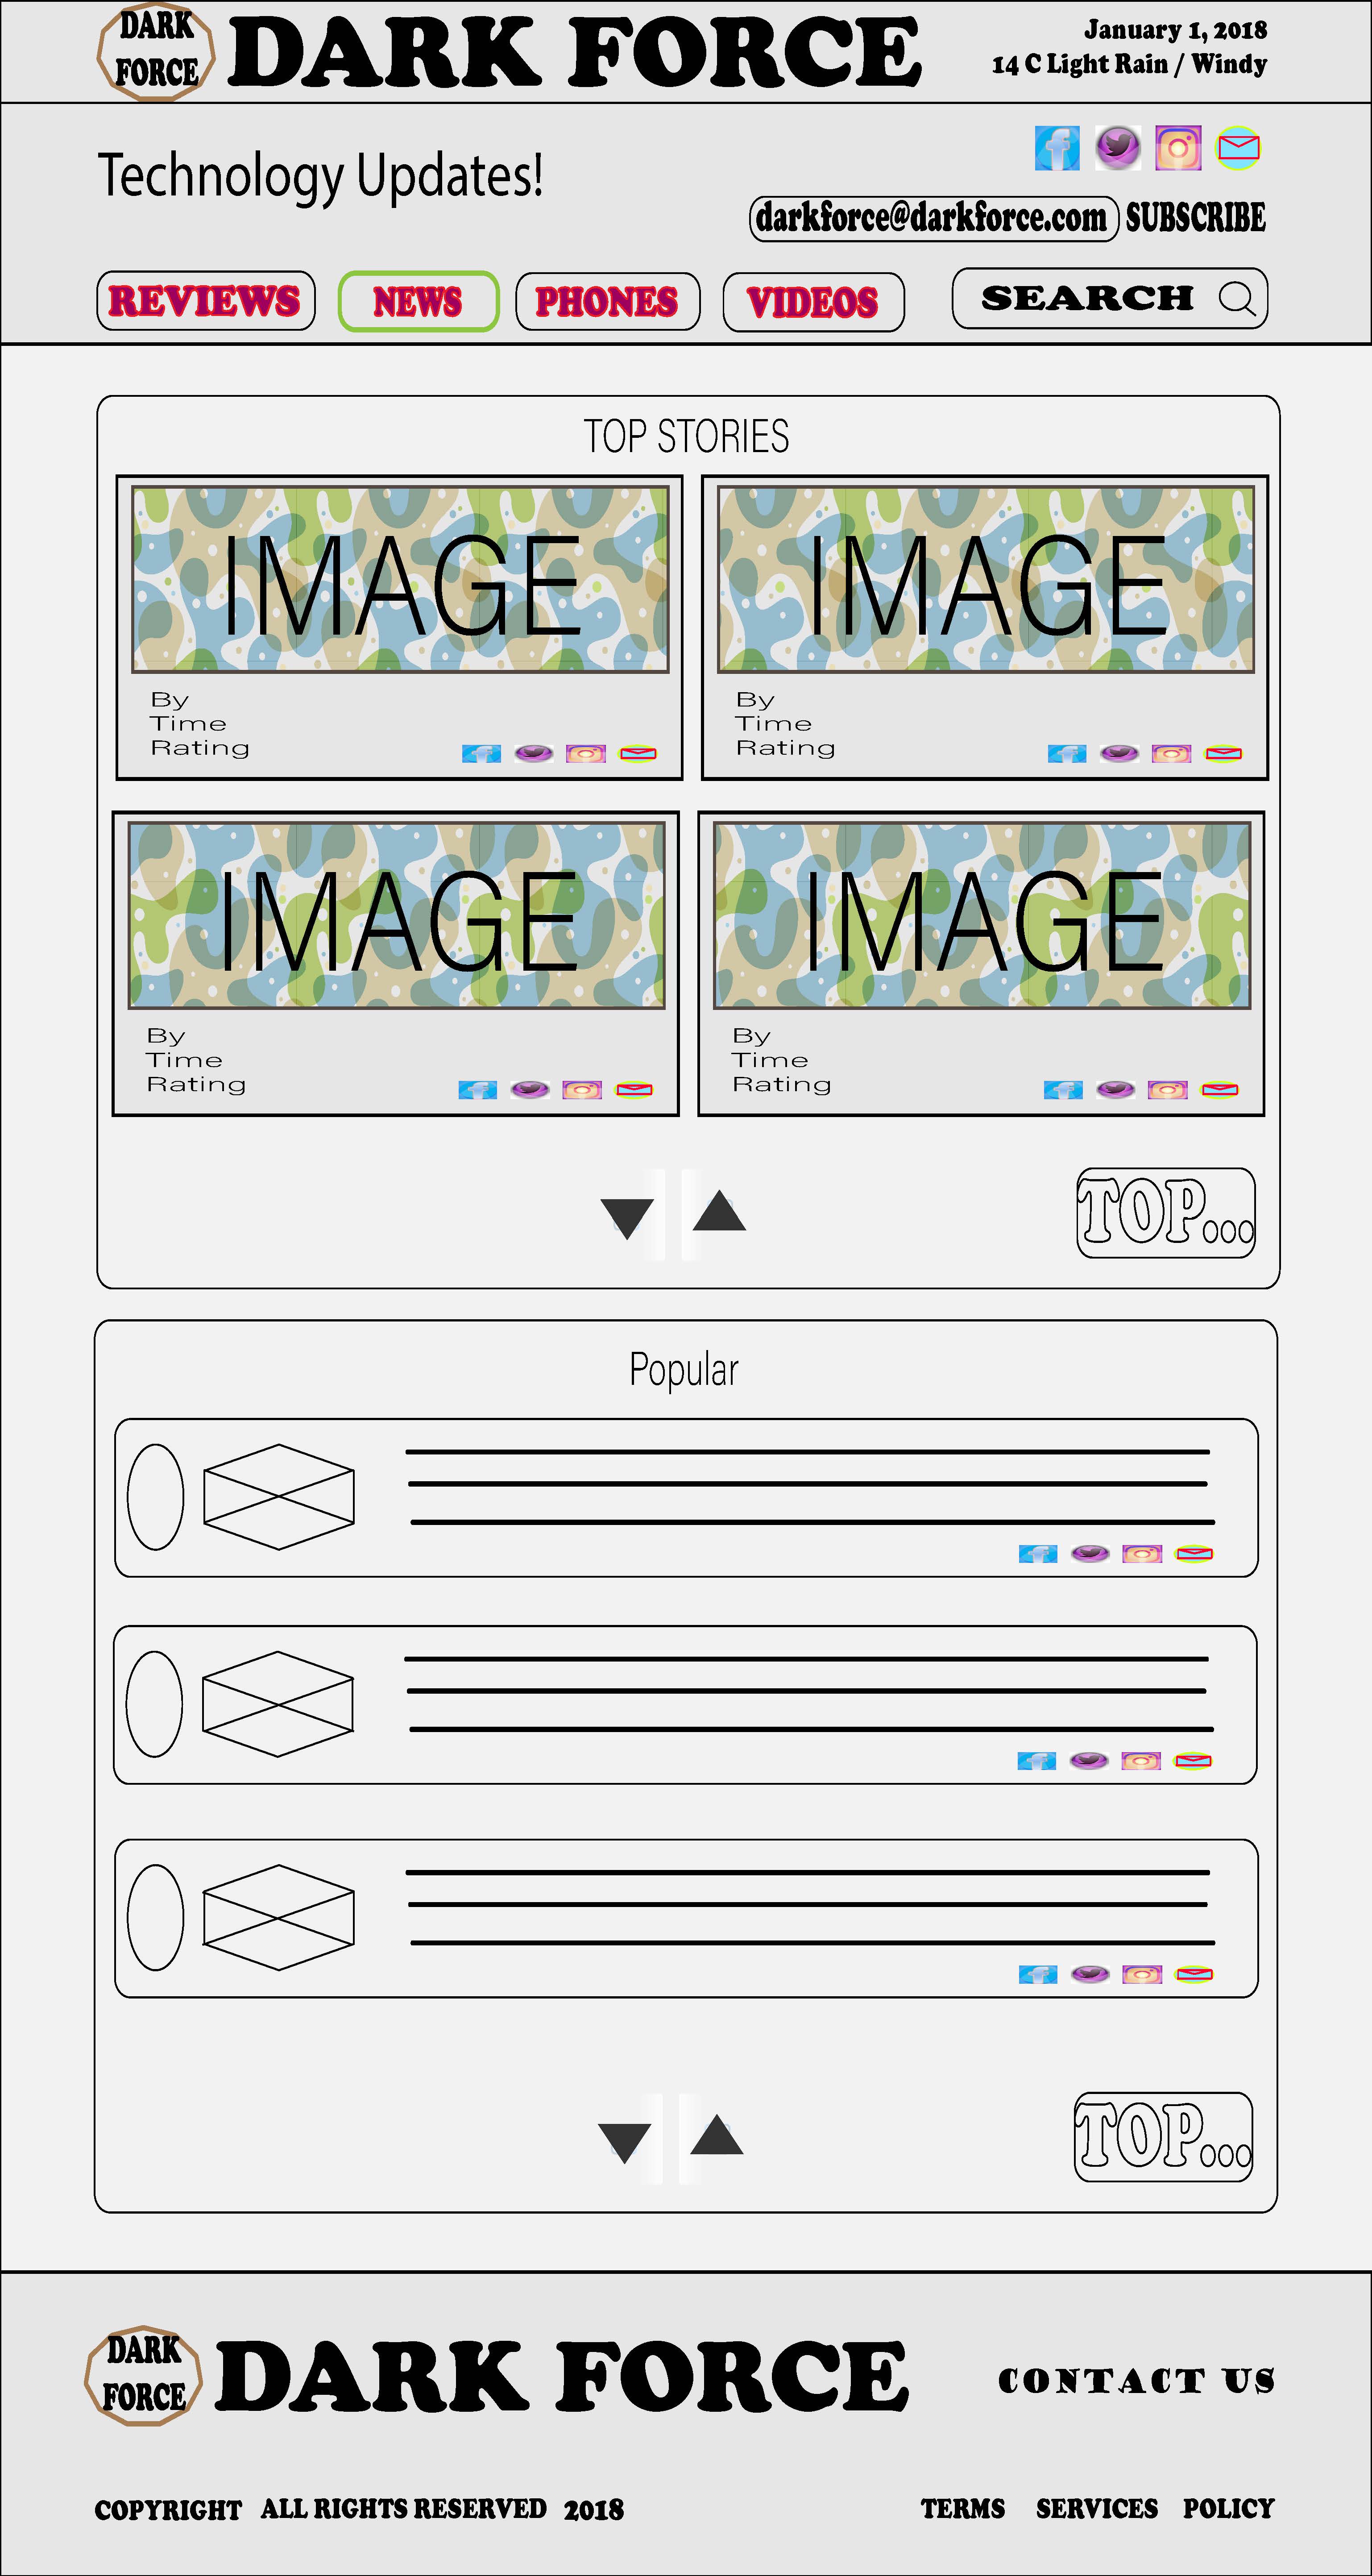 DARK
FORCE
DARK FORCE
January 1, 2018
14 C Light Rain / Windy
Technology Updates!
darkforce@darkforce.com SUBSCRIBE
REVIEWS NEWS PHONES VIDEOS SEARCH
TOP STORIES
IMAGE IMAGE
By By
Time Time
Rating Rating
IMAGE IMAGE
By By
Time Time
Rating Rating
TOP...
Popular
TOP...
DARK
FORCE
DARK FORCE
CONTACT US
COPYRIGHT ALL RIGHTS RESERVED 2018 TERMS SERVICES POLICY